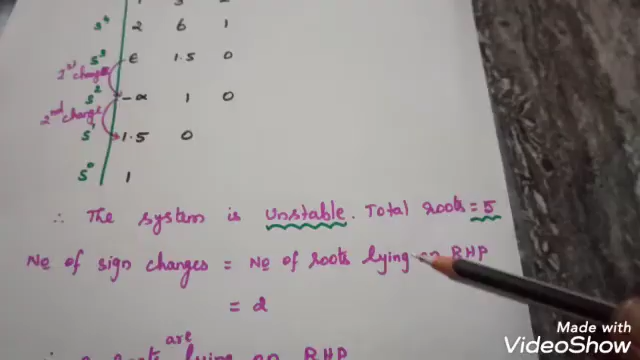 s⁴ 2 6 1
s³ ϵ 1.5 0
1st change
s² -α 1 0
2nd change
s¹ 1.5 0
s⁰ 1
∴ The system is Unstable. Total roots = 5
No of sign changes = No of roots lying on RHP
= 2
are
roots lying on RHP
Made with
VideoShow